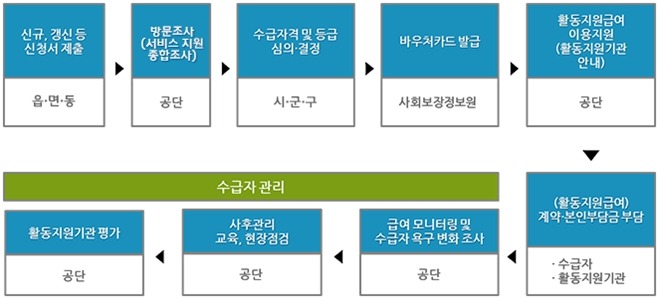 신규, 갱신 등
신청서 제출
읍·면·동
방문조사
(서비스 지원
종합조사)
공단
수급자격 및 등급
심의·결정
시·군·구
바우처카드 발급
사회보장정보원
활동지원급여
이용지원
(활동지원기관
안내)
공단
(활동지원급여)
계약·본인부담금 부담
· 수급자
· 활동지원기관
수급자 관리
급여 모니터링 및
수급자 욕구 변화 조사
공단
사후관리
교육, 현장점검
공단
활동지원기관 평가
공단